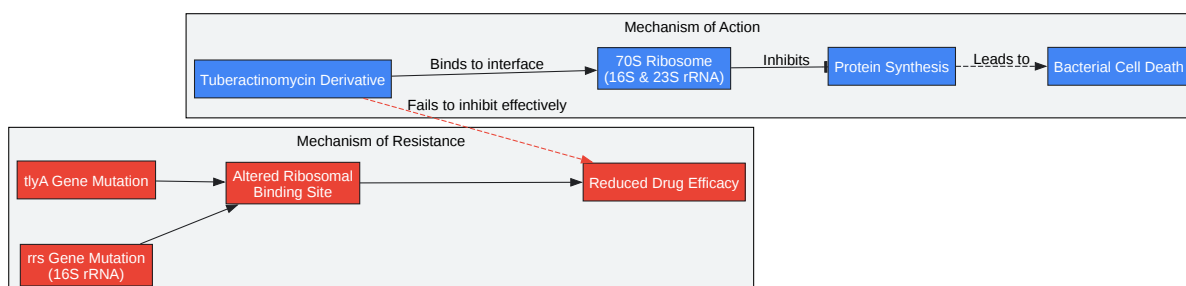 Mechanism of Action
Tuberactinomycin Derivative
Binds to interface
70S Ribosome
(16S & 23S rRNA)
Inhibits
Protein Synthesis
Leads to
Bacterial Cell Death
Fails to inhibit effectively
Mechanism of Resistance
tlyA Gene Mutation
Altered Ribosomal
Binding Site
Reduced Drug Efficacy
rrs Gene Mutation
(16S rRNA)